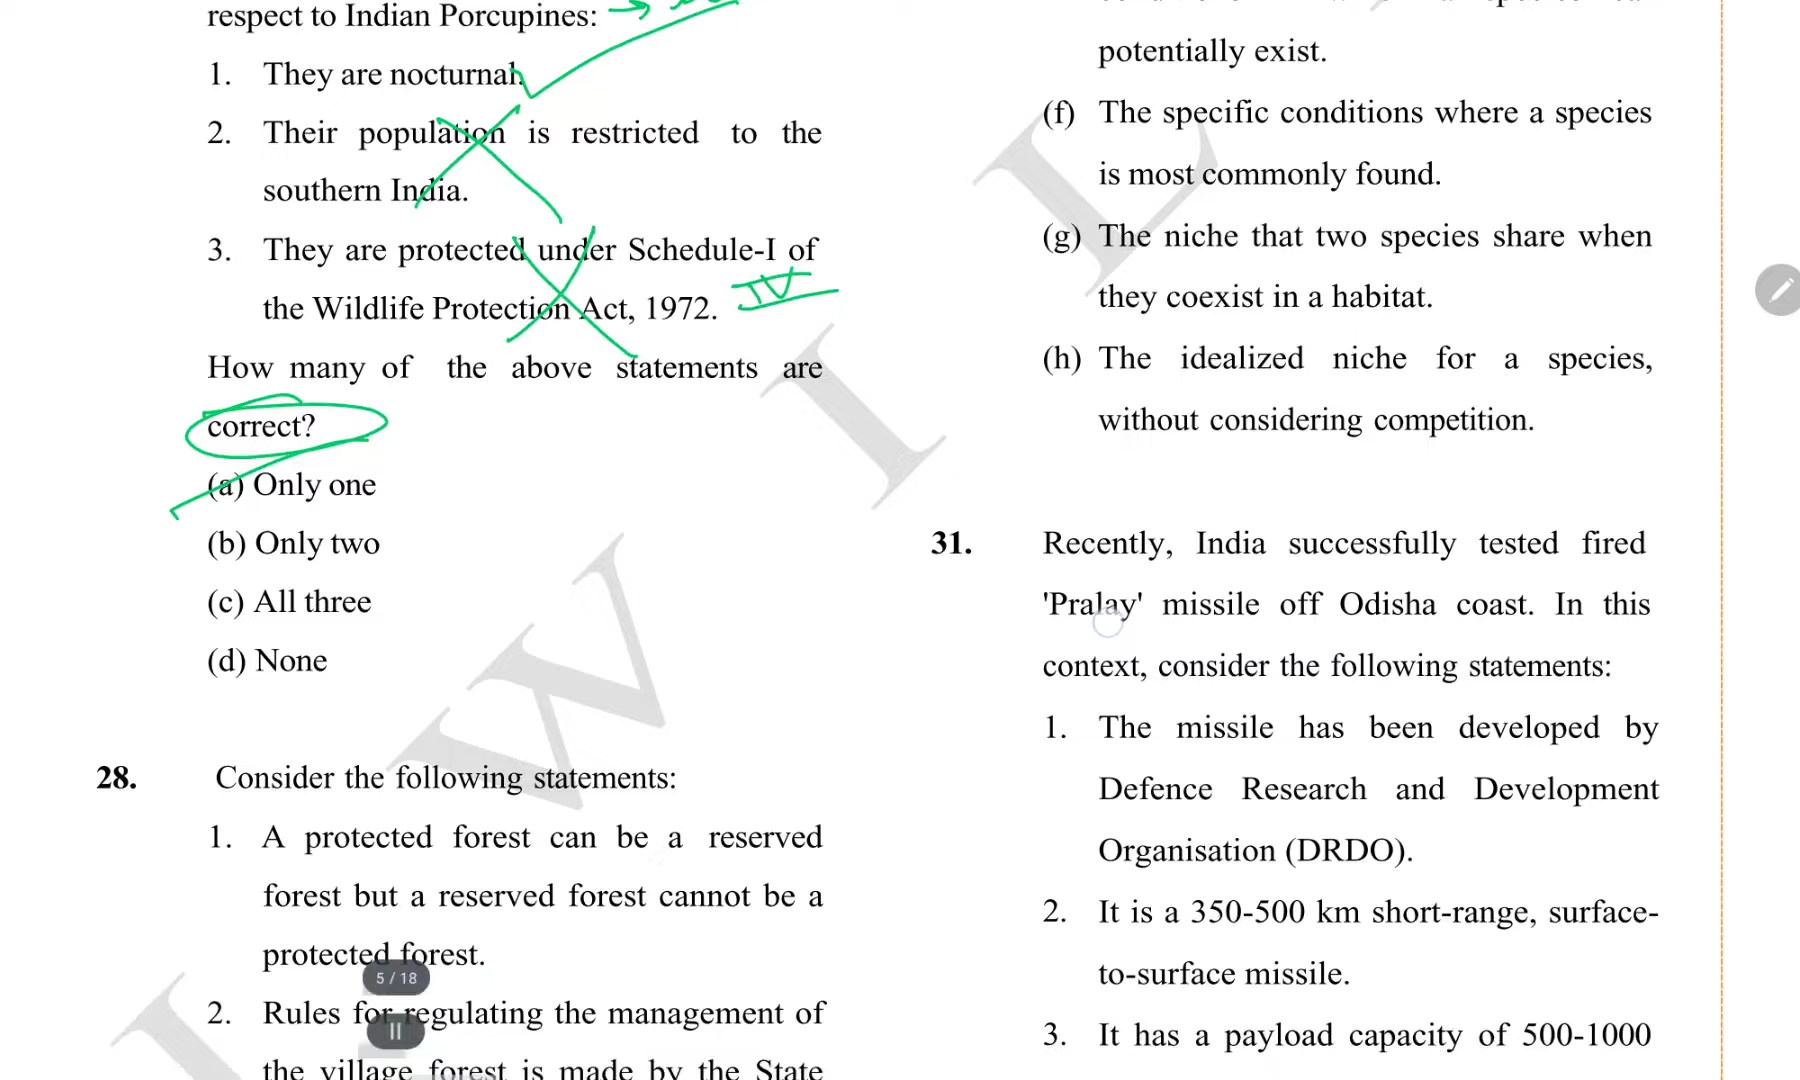 respect to Indian Porcupines:
1. They are nocturnal.
2. Their population is restricted to the
southern India.
3. They are protected under Schedule-I of
the Wildlife Protection Act, 1972.
IV
How many of the above statements are
correct?
(a) Only one
(b) Only two
(c) All three
(d) None
28. Consider the following statements:
1. A protected forest can be a reserved
forest but a reserved forest cannot be a
protected forest.
2. Rules for regulating the management of
the village forest is made by the State
5 / 18
potentially exist.
(f) The specific conditions where a species
is most commonly found.
(g) The niche that two species share when
they coexist in a habitat.
(h) The idealized niche for a species,
without considering competition.
31. Recently, India successfully tested fired
'Pralay' missile off Odisha coast. In this
context, consider the following statements:
1. The missile has been developed by
Defence Research and Development
Organisation (DRDO).
2. It is a 350-500 km short-range, surface-
to-surface missile.
3. It has a payload capacity of 500-1000